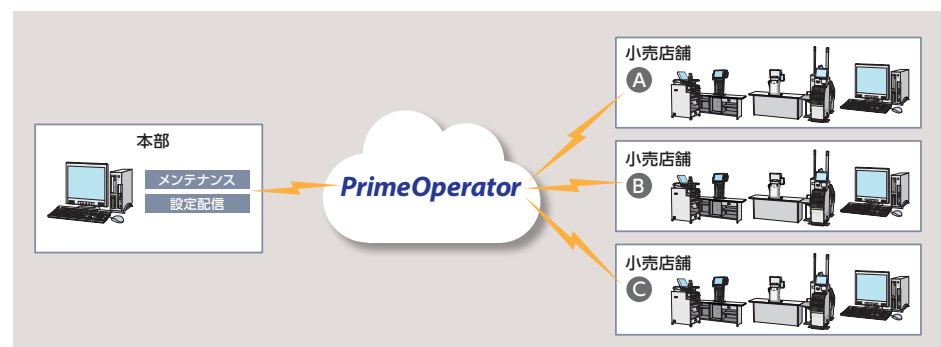 本部
メンテナンス
設定配信
PrimeOperator
小売店舗
A
小売店舗
B
小売店舗
C